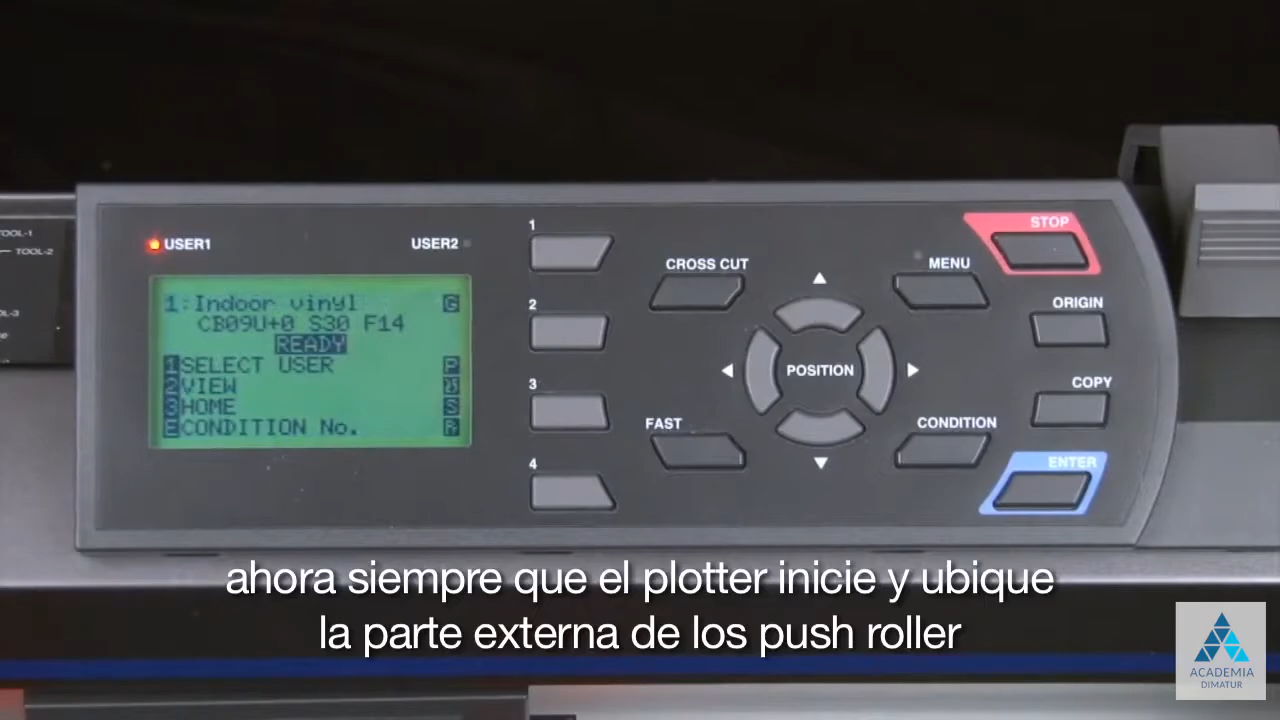 TOOL-1
TOOL-2
USER1
USER2
1:Indoor vinyl G
CB09U+0 S30 F14
READY
1SELECT USER P
2VIEW
3HOME S
ECONDITION No. R
1
2
3
4
CROSS CUT
MENU
STOP
ORIGIN
POSITION
COPY
FAST
CONDITION
ENTER
ahora siempre que el plotter inicie y ubique
la parte externa de los push roller
ACADEMIA
DIMATUR